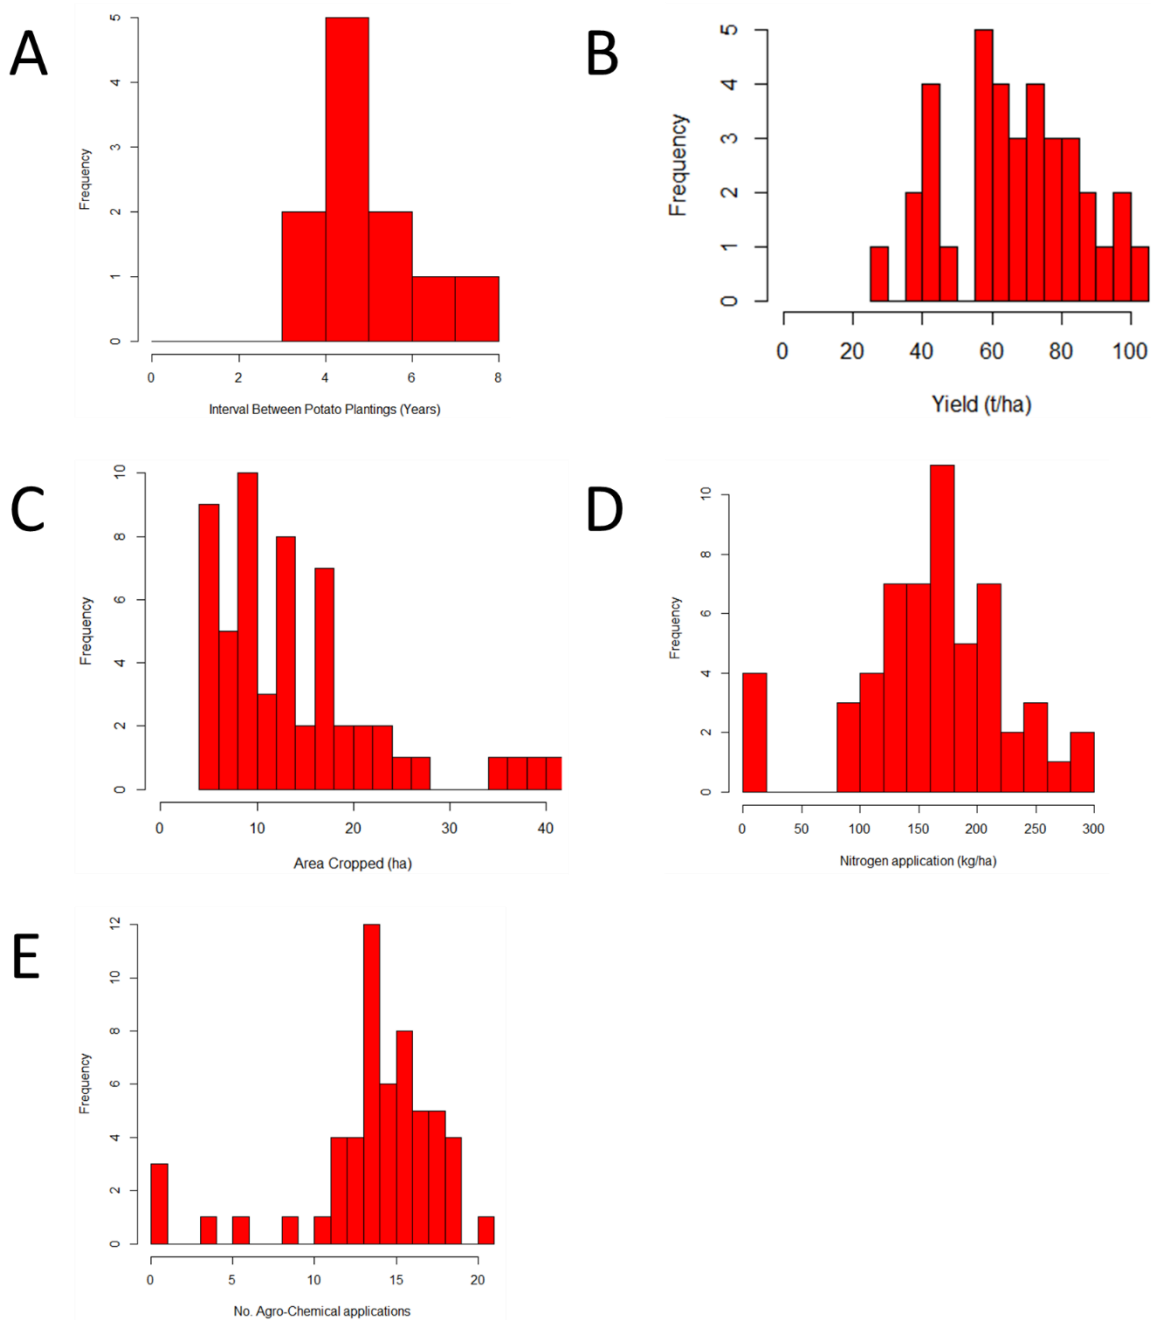 A
5
4
3
2
1
0
Frequency
0 2 4 6 8
Interval Between Potato Plantings (Years)
B
5
4
3
2
1
0
Frequency
0 20 40 60 80 100
Yield (t/ha)
C
10
8
6
4
2
0
Frequency
0 10 20 30 40
Area Cropped (ha)
D
10
8
6
4
2
0
Frequency
0 50 100 150 200 250 300
Nitrogen application (kg/ha)
E
12
10
8
6
4
2
0
Frequency
0 5 10 15 20
No. Agro-Chemical applications